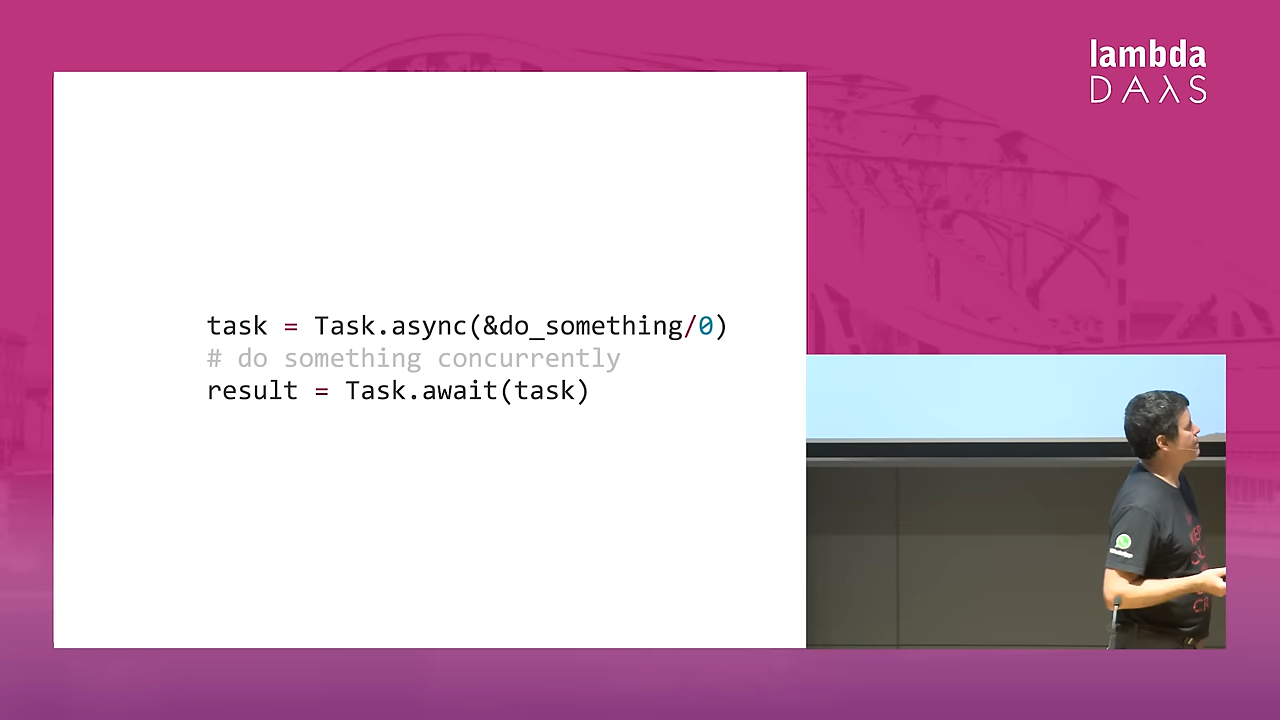 lambda
DAλS
task = Task.async(&do_something/0)
# do something concurrently
result = Task.await(task)